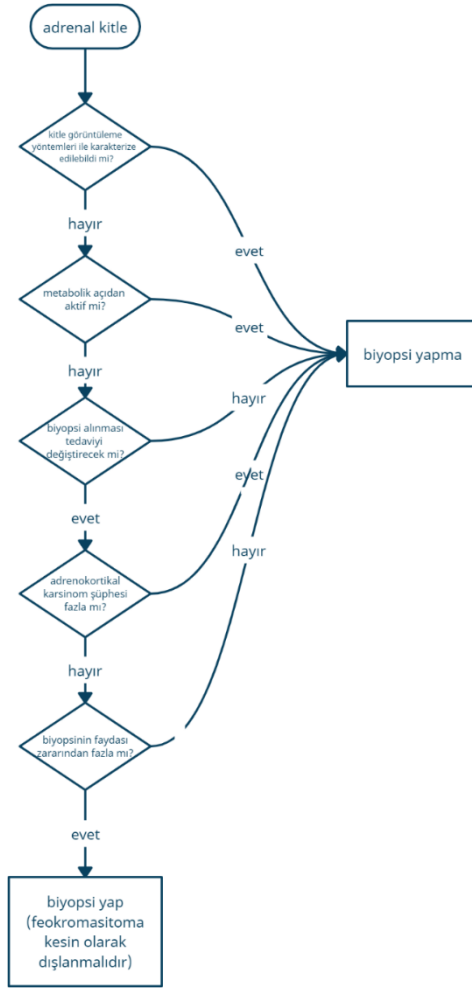 adrenal kitle
kitle görüntüleme
yöntemleri ile karakterize
edilebildi mi?
hayır
evet
metabolik açıdan
aktif mi?
evet
biyopsi yapma
hayır
hayır
biyopsi alınması
tedaviyi
değiştirecek mi?
evet
evet
adrenokortikal
karsinom şüphesi
fazla mı?
hayır
hayır
biyopsinin faydası
zararından fazla mı?
evet
biyopsi yap
(feokromasitoma
kesin olarak
dışlanmalıdır)